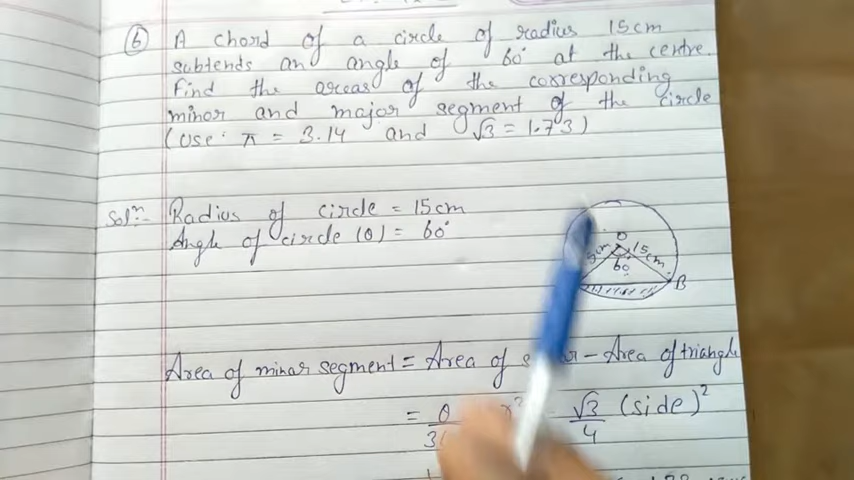 6 A chord of a circle of radius 15cm
subtends an angle of 60° at the centre.
Find the areas of the corresponding
minor and major segment of the circle
(Use π = 3.14 and √3 = 1.73)
Solⁿ:- Radius of circle = 15cm
Angle of circle (θ) = 60°
O
cm 15cm
60°
B
Area of minor segment = Area of - Area of triangle
= θ r² √3/4 (side)²